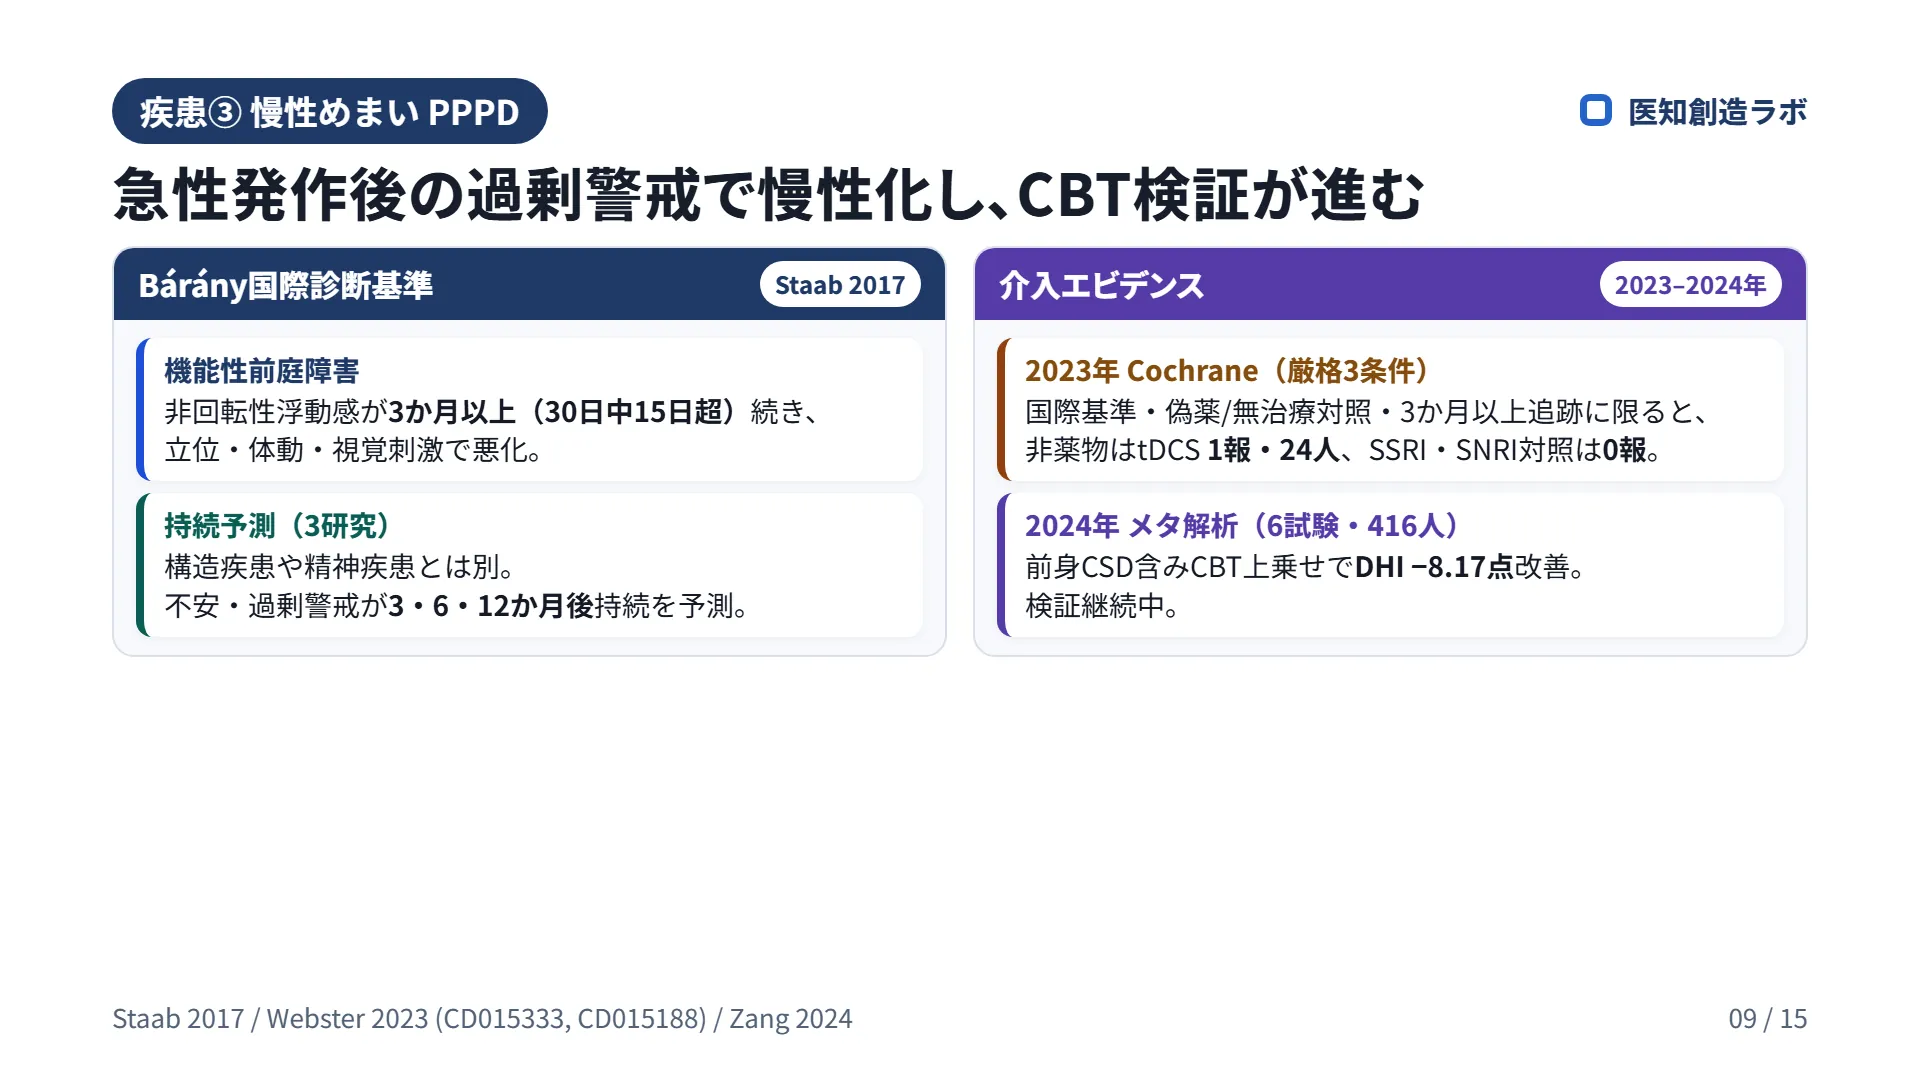 疾患③ 慢性めまい PPPD
医知創造ラボ
急性発作後の過剰警戒で慢性化し、CBT検証が進む
Bárány国際診断基準
Staab 2017
機能性前庭障害
非回転性浮動感が3か月以上（30日中15日超）続き、
立位・体動・視覚刺激で悪化。
持続予測（3研究）
構造疾患や精神疾患とは別。
不安・過剰警戒が3・6・12か月後持続を予測。
介入エビデンス
2023–2024年
2023年 Cochrane（厳格3条件）
国際基準・偽薬/無治療対照・3か月以上追跡に限ると、
非薬物はtDCS 1報・24人、SSRI・SNRI対照は0報。
2024年 メタ解析（6試験・416人）
前身CSD含みCBT上乗せでDHI −8.17点改善。
検証継続中。
Staab 2017 / Webster 2023 (CD015333, CD015188) / Zang 2024
09 / 15